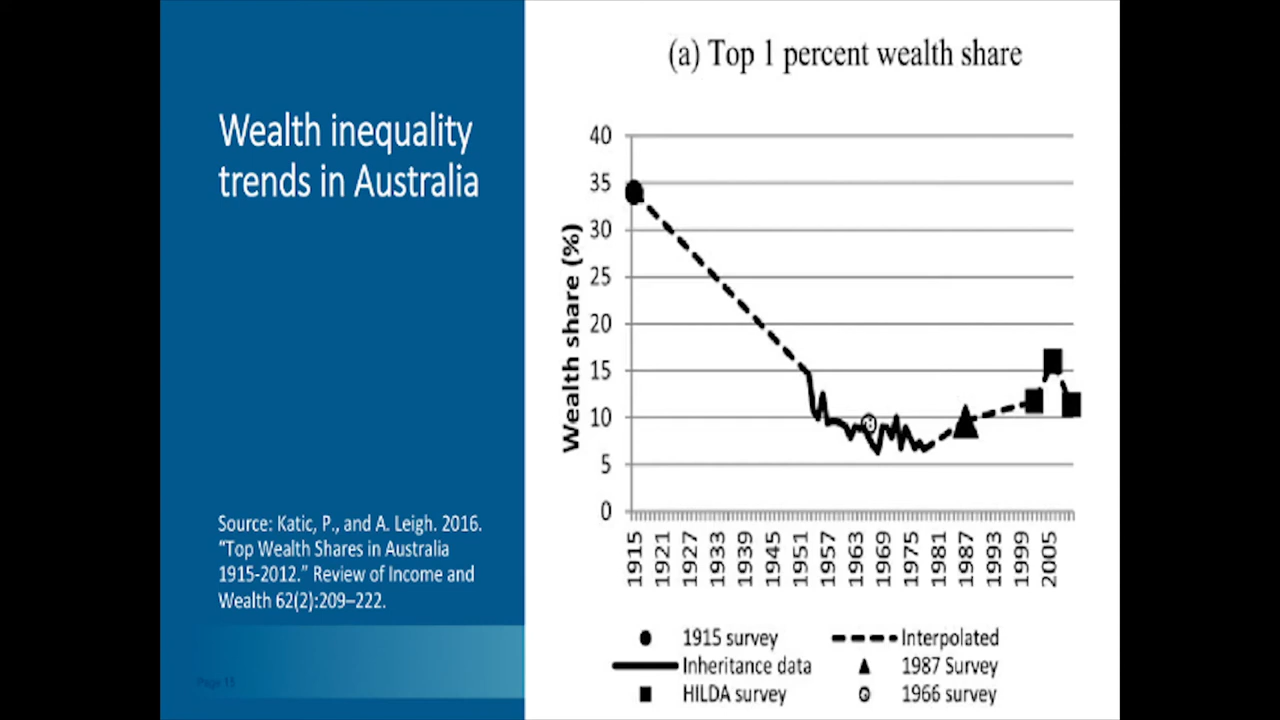 Wealth inequality
trends in Australia
Source: Katic, P., and A. Leigh. 2016.
“Top Wealth Shares in Australia
1915-2012.” Review of Income and
Wealth 62(2):209–222.
Page 13
(a) Top 1 percent wealth share
Wealth share (%)
40
35
30
25
20
15
10
5
0
1915
1921
1927
1933
1939
1945
1951
1957
1963
1969
1975
1981
1987
1993
1999
2005
1915 survey
Interpolated
Inheritance data
1987 Survey
HILDA survey
1966 survey